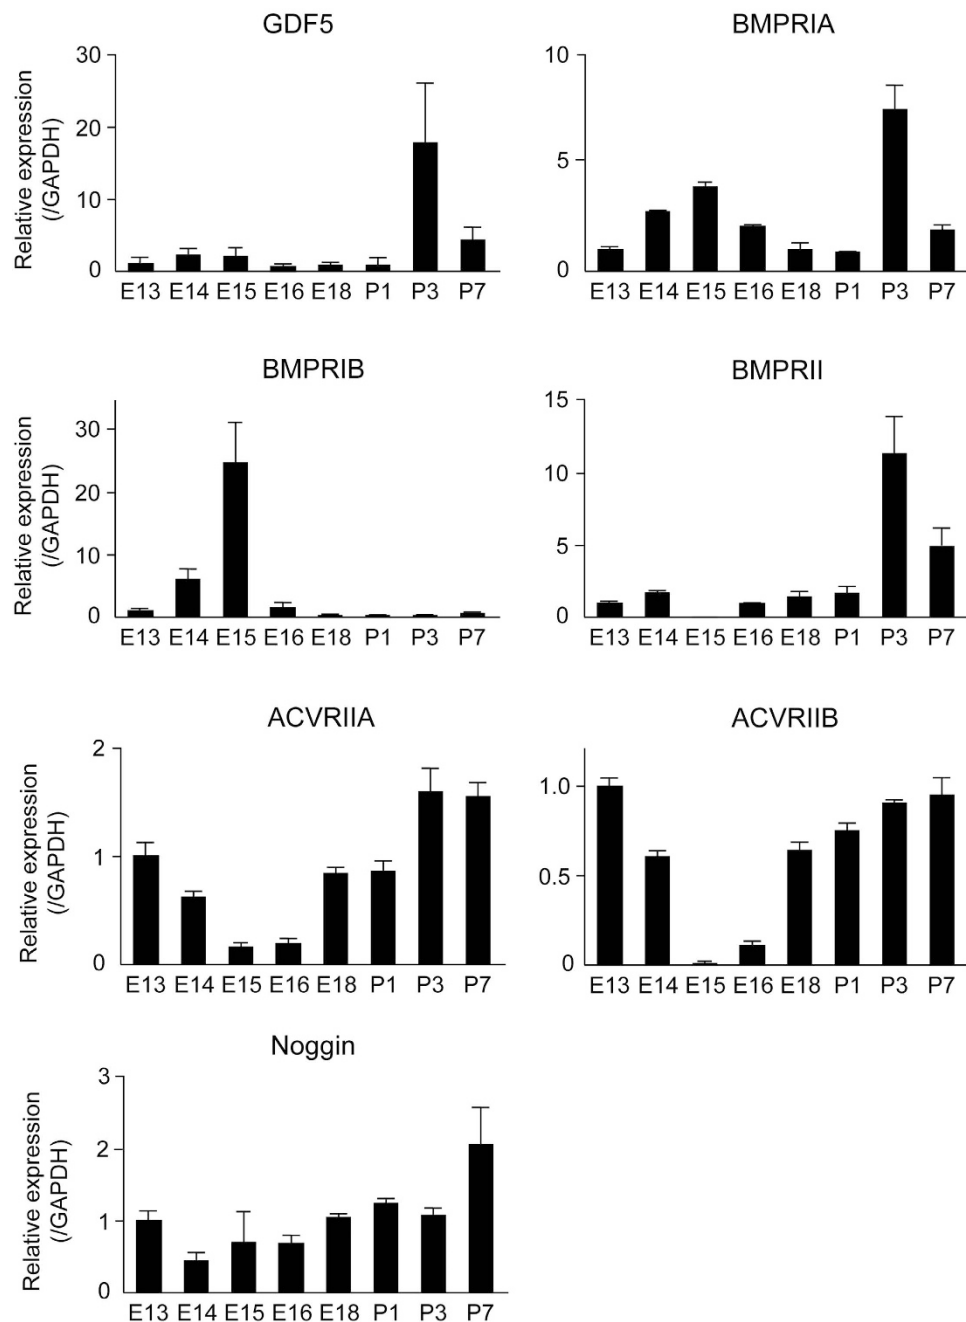 GDF5
Relative expression
(/GAPDH)
30
20
10
0
E13 E14 E15 E16 E18 P1 P3 P7
BMPRIA
10
5
0
E13 E14 E15 E16 E18 P1 P3 P7
BMPRIB
Relative expression
(/GAPDH)
30
20
10
0
E13 E14 E15 E16 E18 P1 P3 P7
BMPRII
15
10
5
0
E13 E14 E15 E16 E18 P1 P3 P7
ACVRIIA
Relative expression
(/GAPDH)
2
1
0
E13 E14 E15 E16 E18 P1 P3 P7
ACVRIIB
1.0
0.5
0
E13 E14 E15 E16 E18 P1 P3 P7
Noggin
Relative expression
(/GAPDH)
3
2
1
0
E13 E14 E15 E16 E18 P1 P3 P7